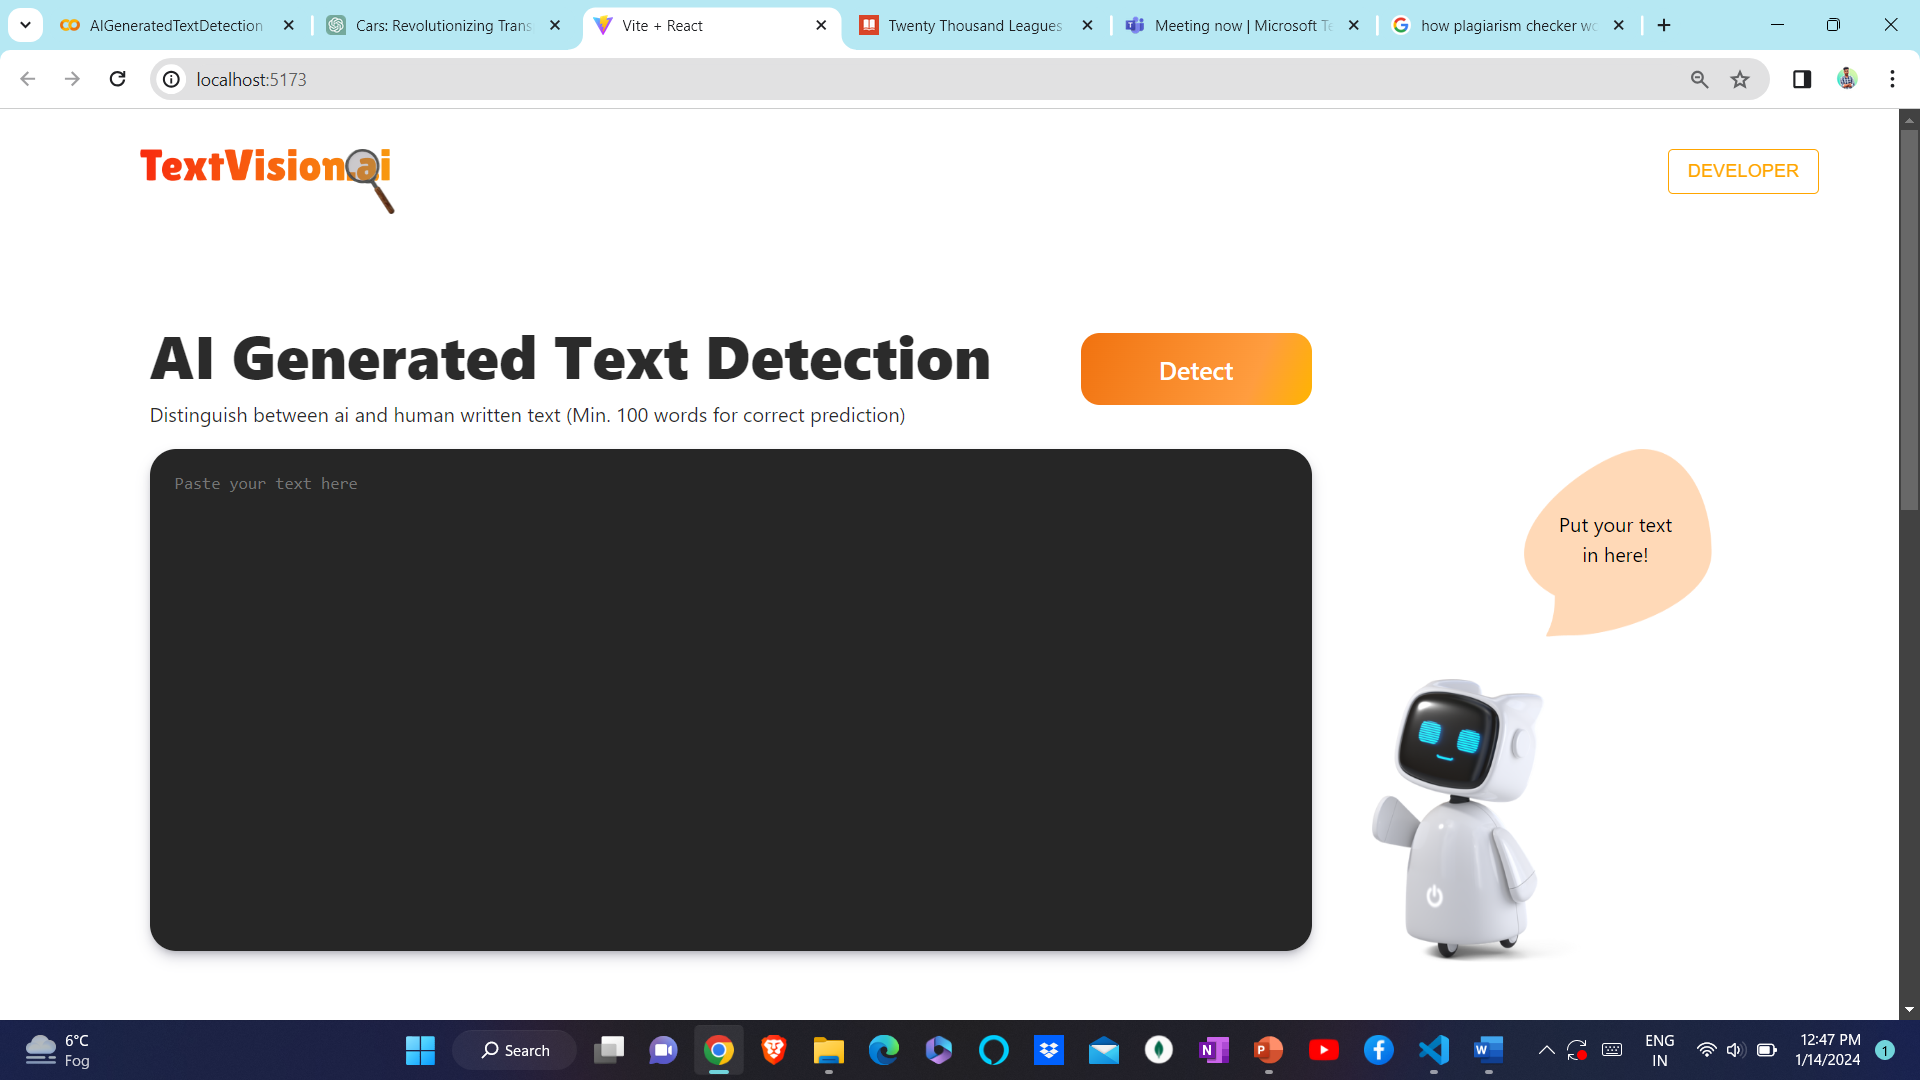 AIGeneratedTextDetection
Cars: Revolutionizing Trans
Vite + React
Twenty Thousand Leagues
Meeting now | Microsoft Te
how plagiarism checker wo
localhost:5173
TextVision.ai
DEVELOPER
AI Generated Text Detection
Detect
Distinguish between ai and human written text (Min. 100 words for correct prediction)
Paste your text here
Put your text
in here!
6°C
Fog
Search
ENG
IN
12:47 PM
1/14/2024
1